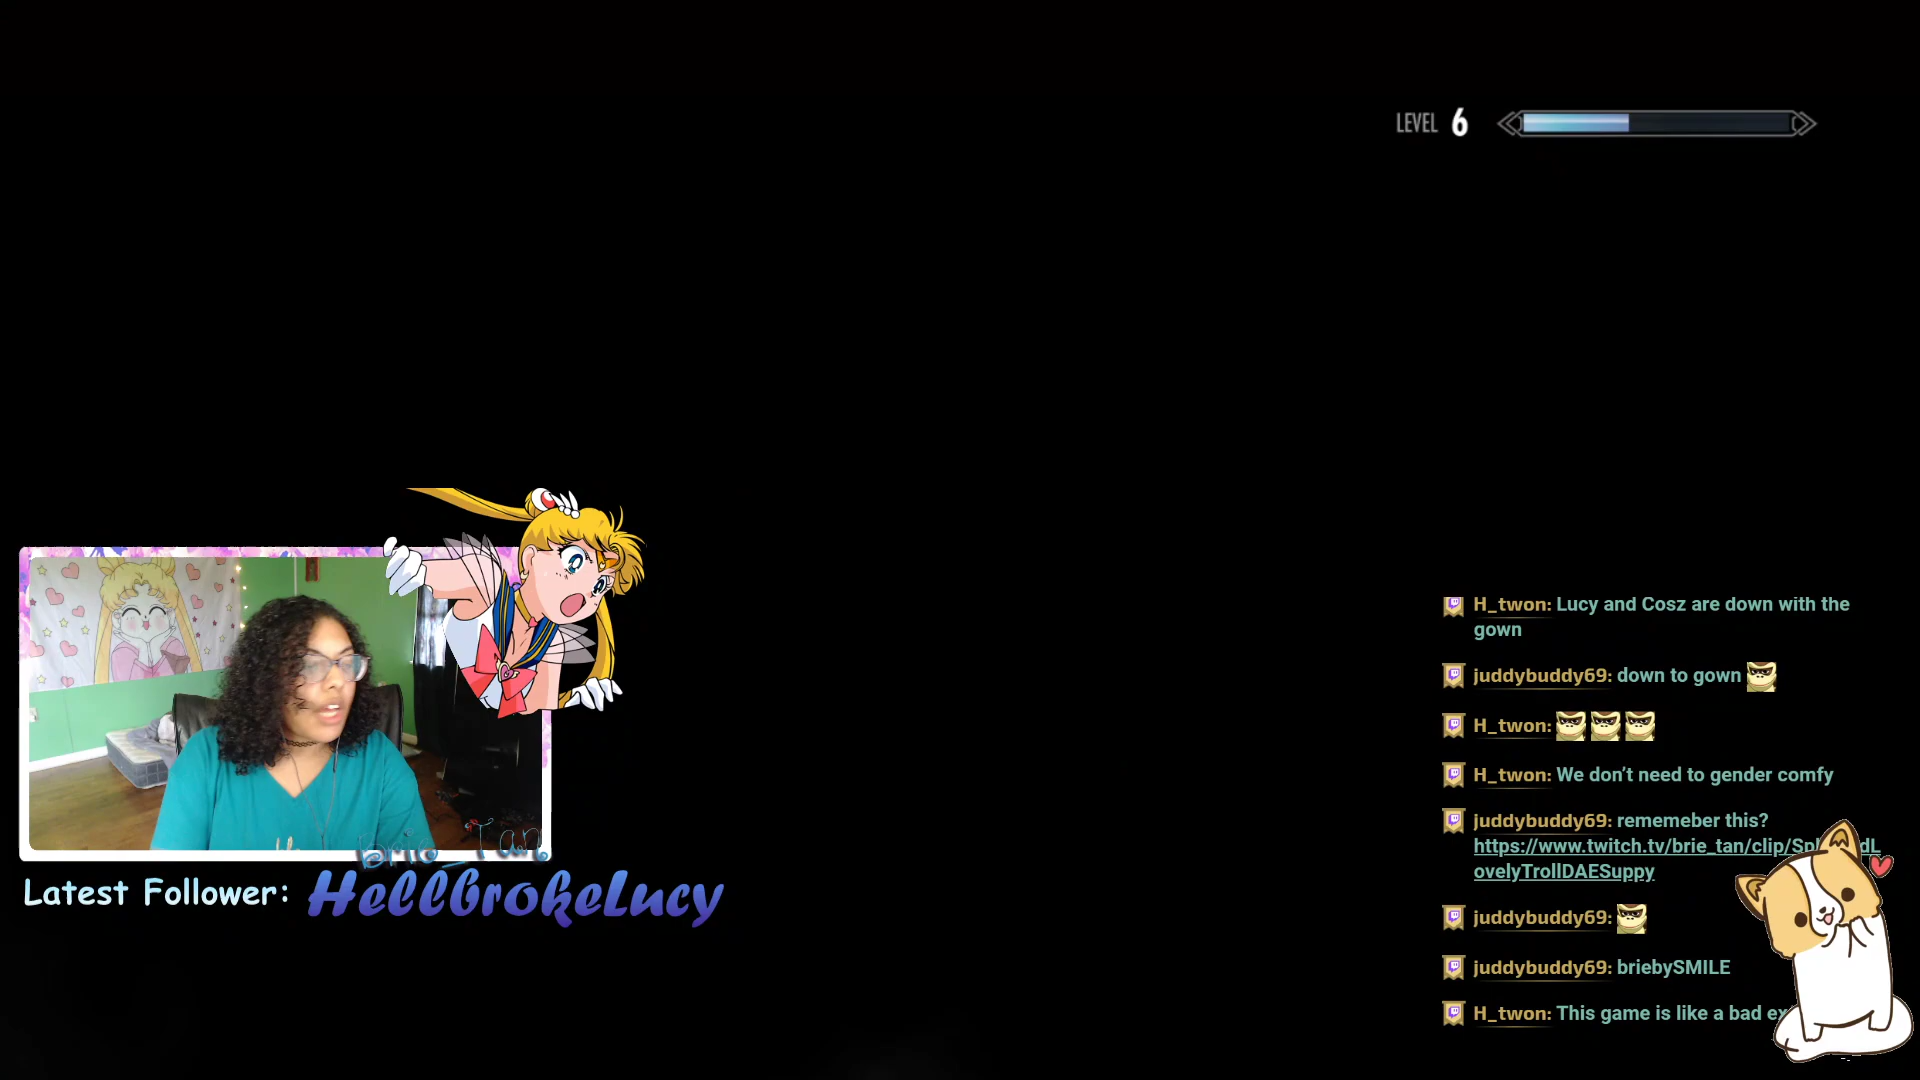 LEVEL 6
H_twon: Lucy and Cosz are down with the
gown
juddybuddy69: down to gown
H_twon:
H_twon: We don't need to gender comfy
juddybuddy69: rememeber this?
https://www.twitch.tv/brie_tan/clip/Spl
ovelyTrollDAESuppy
juddybuddy69:
juddybuddy69: briebySMILE
H_twon: This game is like a bad
Brie_Tan
Latest Follower: HellbrokeLucy